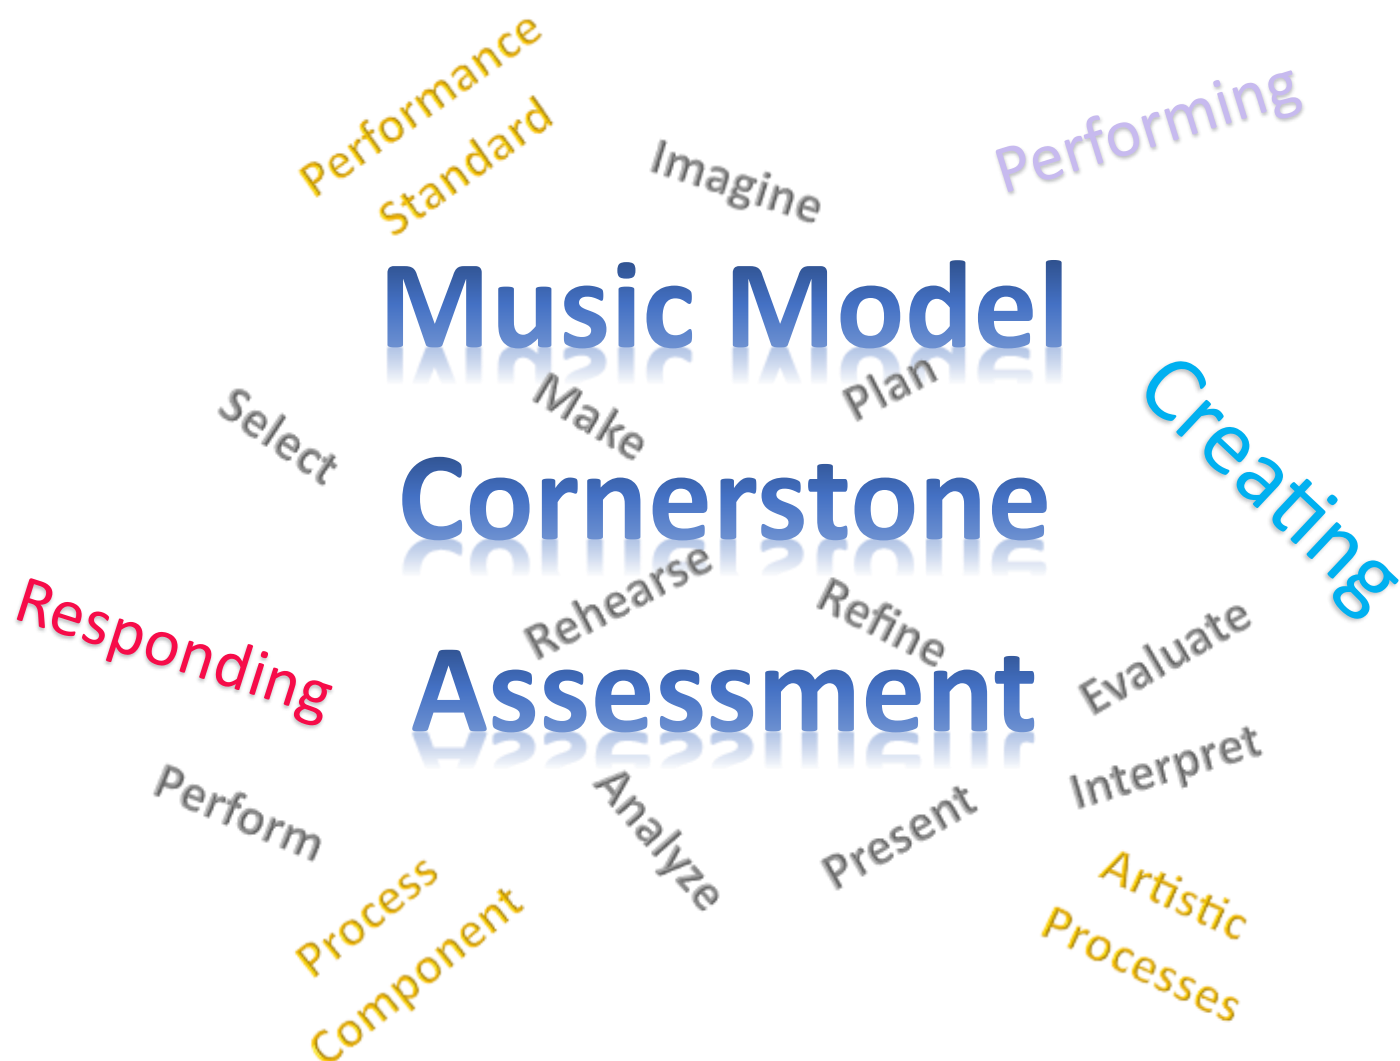 Performance
Standard
Imagine
Performing
Music Model
Select
Make
Plan
Creating
Cornerstone
Rehearse
Refine
Responding
Evaluate
Assessment
Interpret
Perform
Analyze
Present
Process
Component
Artistic
Processes